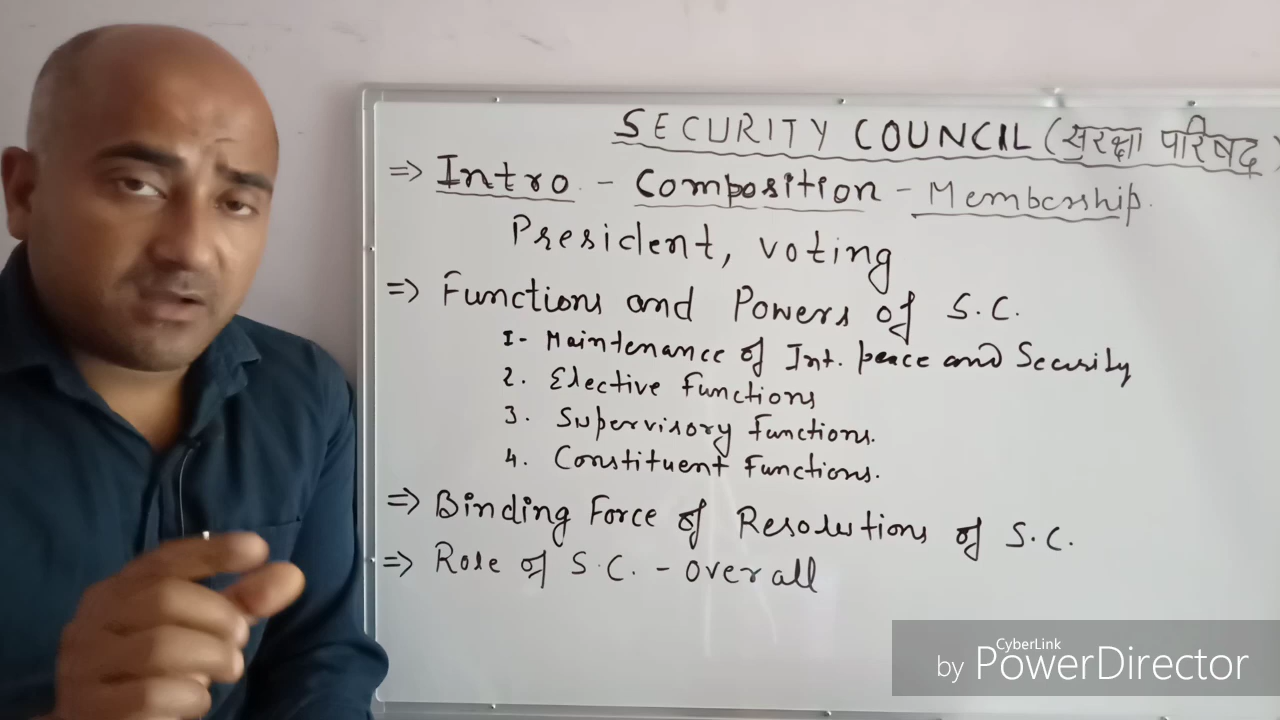 SECURITY COUNCIL (सुरक्षा परिषद)
=> Intro - Composition - Membership.
President, voting
=> Functions and Powers of S.C.
1- Maintenance of Int. peace and Security
2. Elective Functions
3. Supervisory Functions.
4. Constituent Functions.
=> Binding Force of Resolutions of S.C.
=> Role of S.C. - overall
CyberLink
by PowerDirector